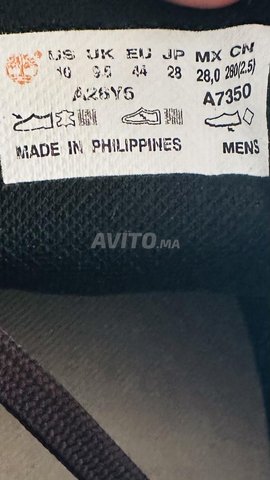 US UK EU JP MX CN
10 9.5 44 28 28,0 280(2.5)
A26Y5 A7350
MADE IN PHILIPPINES MENS
AVITO.MA